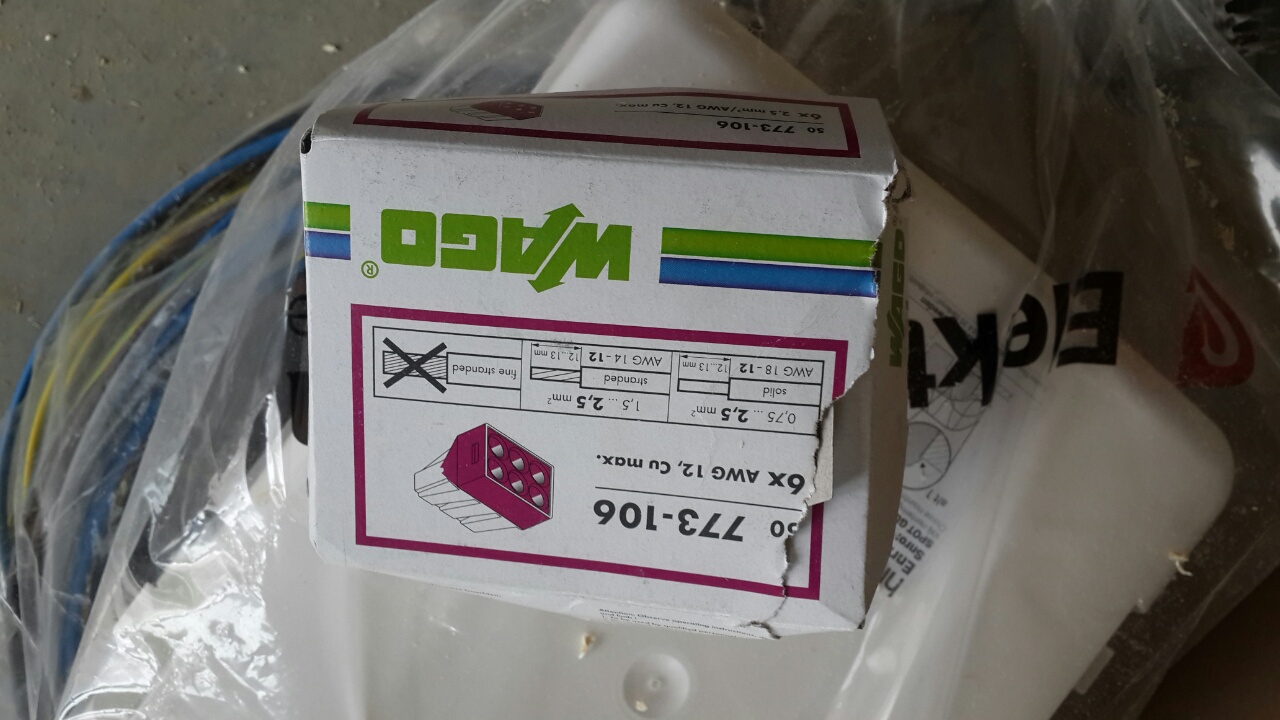 50 773-106
6x AWG 12, Cu max.
0,75 ... 2,5 mm²
solid
AWG 18 - 12
12...13 mm
1,5 ... 2,5 mm²
stranded
AWG 14 - 12
12...13 mm
fine stranded
WAGO®
50 773-106
6x 2,5 mm²/AWG 12, Cu max.
WAGO
Elekt